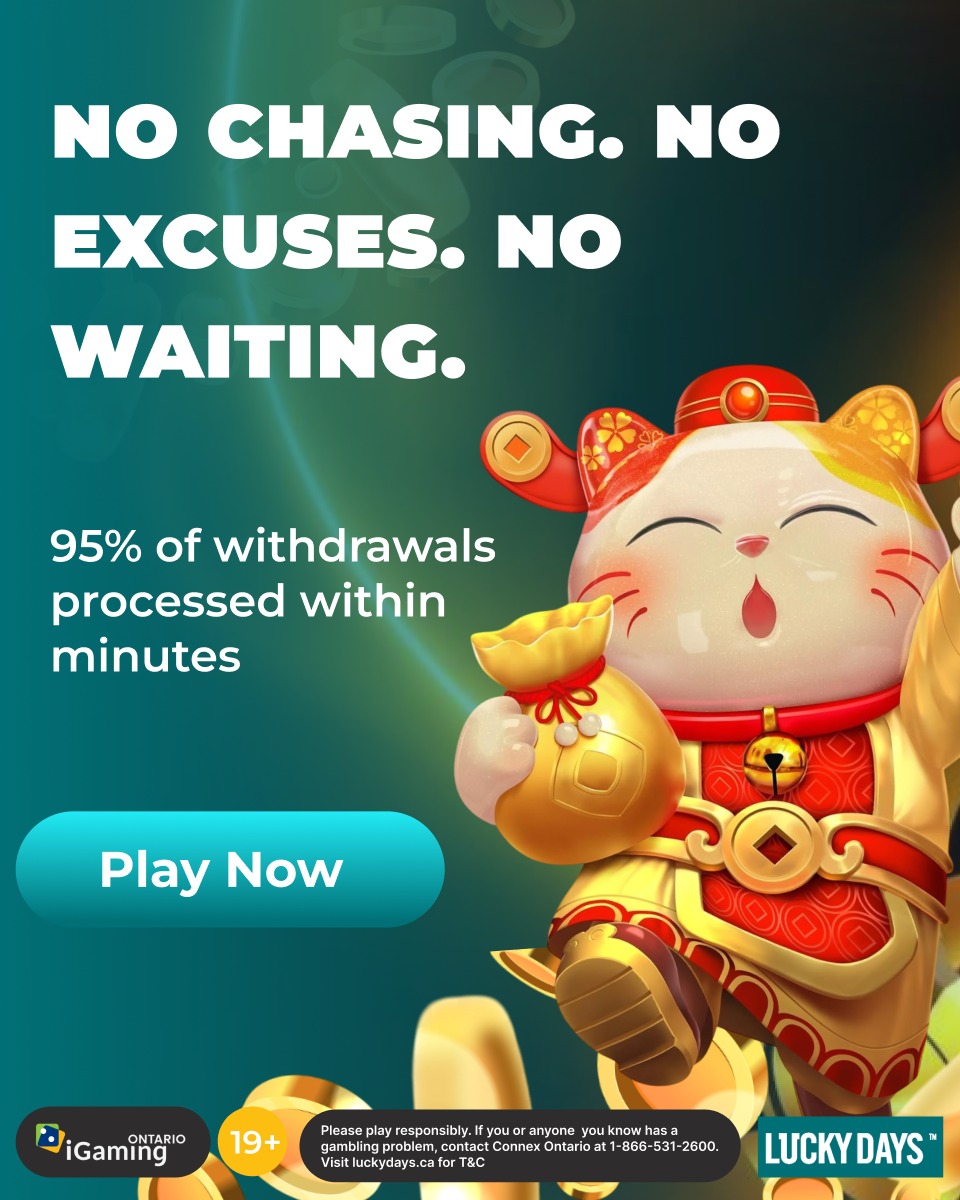 NO CHASING. NO
EXCUSES. NO
WAITING.
95% of withdrawals
processed within
minutes
Play Now
iGaming ONTARIO
19+
Please play responsibly. If you or anyone you know has a
gambling problem, contact Connex Ontario at 1-866-531-2600.
Visit luckydays.ca for T&C
LUCKY DAYS™